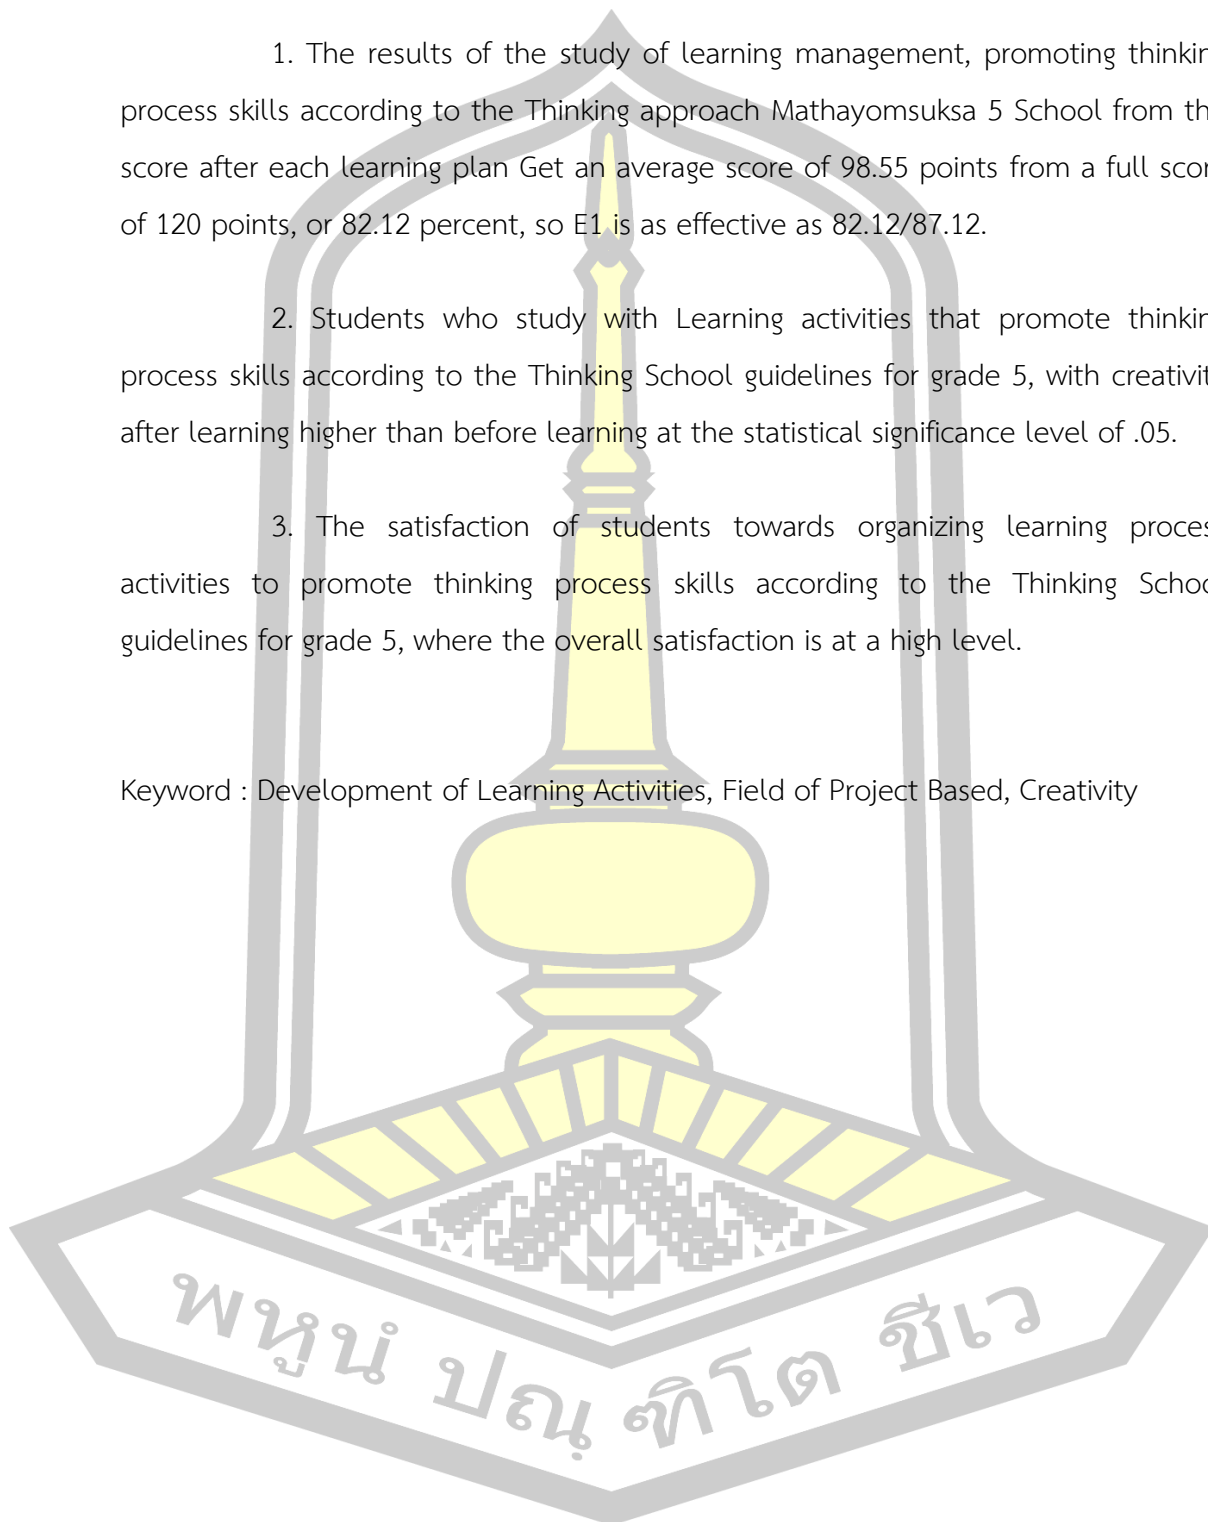 1. The results of the study of learning management, promoting thinkin
process skills according to the Thinking approach Mathayomsuksa 5 School from th
score after each learning plan Get an average score of 98.55 points from a full scor
of 120 points, or 82.12 percent, so E1 is as effective as 82.12/87.12.
2. Students who study with Learning activities that promote thinkin
process skills according to the Thinking School guidelines for grade 5, with creativit
after learning higher than before learning at the statistical significance level of .05.
3. The satisfaction of students towards organizing learning proces
activities to promote thinking process skills according to the Thinking Schoo
guidelines for grade 5, where the overall satisfaction is at a high level.
Keyword : Development of Learning Activities, Field of Project Based, Creativity
พหูนํ ปณฺฑิโต ชีเว